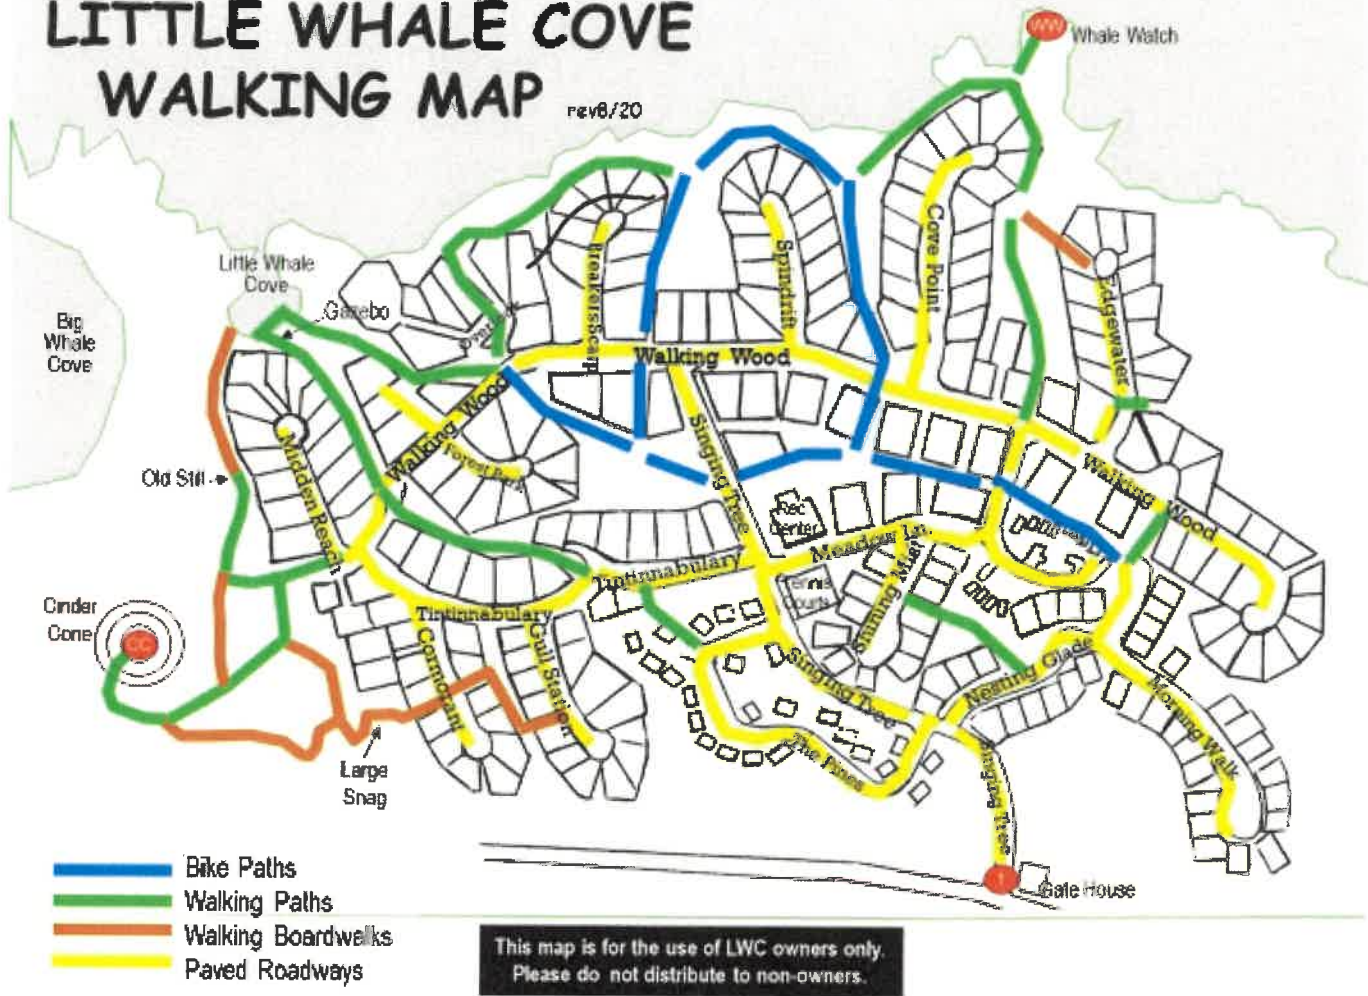 LITTLE WHALE COVE
WALKING MAP
rev8/20
WW
Whale Watch
Little Whale
Cove
Gazebo
Big
Whale
Cove
Overlook
Breakers Scarp
Spindrift
Cove Point
Edgewater
Walking Wood
Walking Wood
Forest
Singing Tree
Walking Wood
Old Still
Midden Reach
Rec
Center
Meadow Ln
Tintinnabulary
Tennis
Courts
Cinder
Cone
CC
Tintinnabulary
Cormorant
Gull Station
Singing Tree
Nesting Glade
Morning Walk
The Pines
Singing Tree
Large
Snag
Gate House
Bike Paths
Walking Paths
Walking Boardwalks
Paved Roadways
This map is for the use of LWC owners only.
Please do not distribute to non-owners.